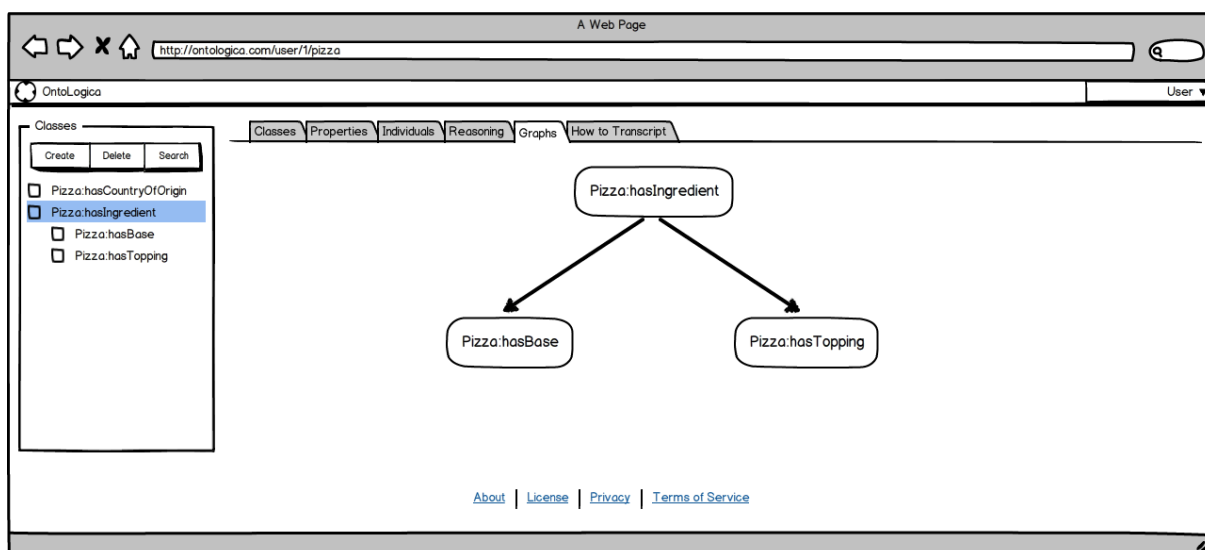 A Web Page
http://ontologica.com/user/1/pizza
OntoLogica
User
Classes
Create Delete Search
Pizza:hasCountryOfOrigin
Pizza:hasIngredient
Pizza:hasBase
Pizza:hasTopping
Classes Properties Individuals Reasoning Graphs How to Transcript
Pizza:hasIngredient
Pizza:hasBase Pizza:hasTopping
About License Privacy Terms of Service